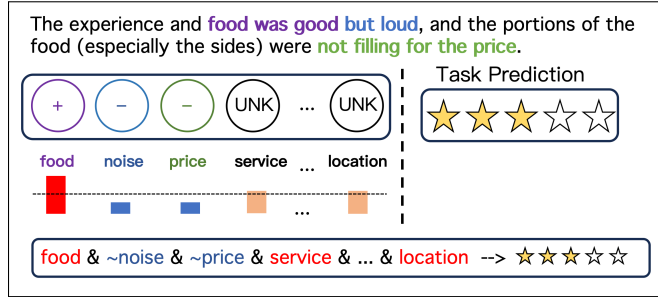 The experience and food was good but loud, and the portions of the
food (especially the sides) were not filling for the price.
Task Prediction
+ − − UNK ... UNK
food noise price service ... location
...
food & ~noise & ~price & service & ... & location -->